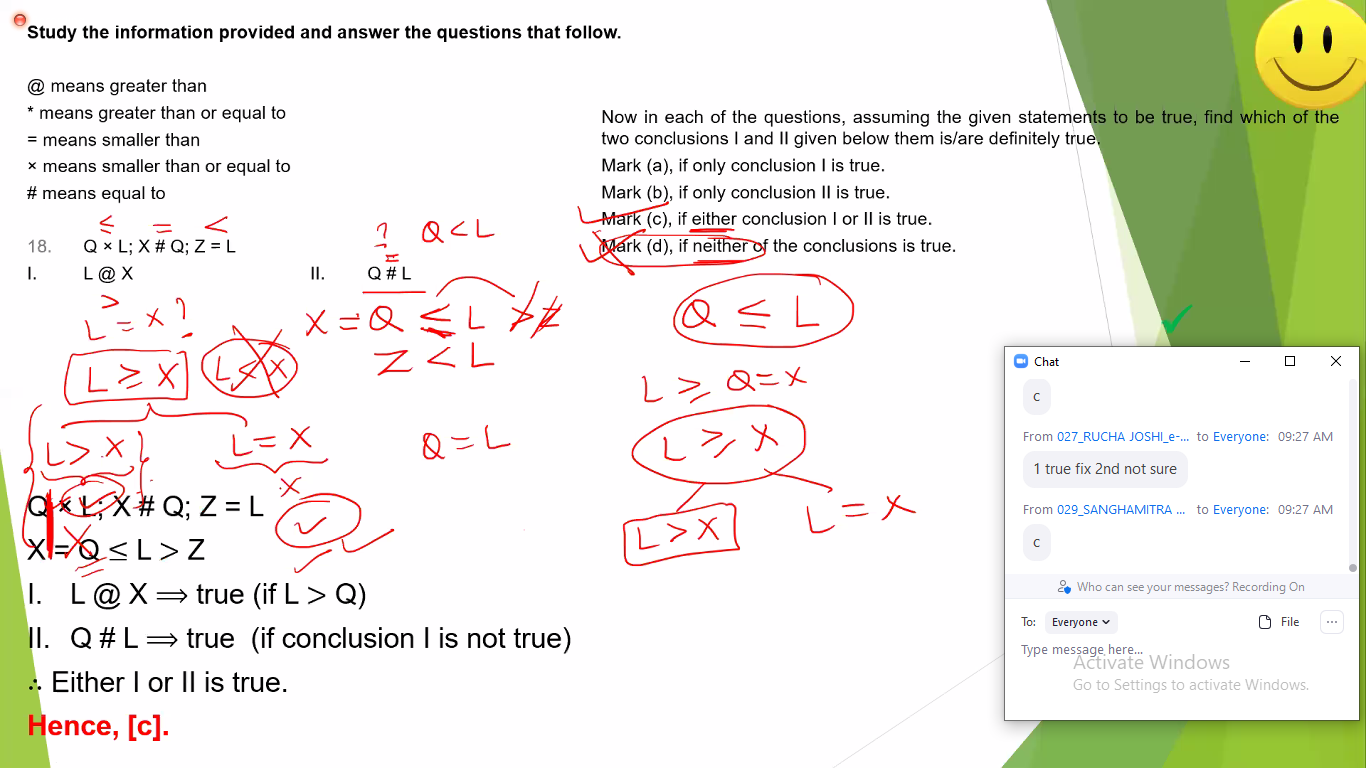 Study the information provided and answer the questions that follow.
@ means greater than
* means greater than or equal to
= means smaller than
× means smaller than or equal to
# means equal to
Now in each of the questions, assuming the given statements to be true, find which of the
two conclusions I and II given below them is/are definitely true.
Mark (a), if only conclusion I is true.
Mark (b), if only conclusion II is true.
Mark (c), if either conclusion I or II is true.
Mark (d), if neither of the conclusions is true.
≤ = <
18. Q × L; X # Q; Z = L
I. L @ X II. Q # L
? Q < L
=
>
L = X ?
X = Q ≤ L > Z
Z < L
L ≥ X L < X
L > X L = X
X
Q = L
Q ≤ L
L ≥ Q = X
L ≥ X
L > X L = X
Q × L; X # Q; Z = L
X = Q ≤ L > Z
I. L @ X ⟹ true (if L > Q)
II. Q # L ⟹ true (if conclusion I is not true)
∴ Either I or II is true.
Hence, [c].
Chat
C
From 027_RUCHA JOSHI_e-... to Everyone: 09:27 AM
1 true fix 2nd not sure
From 029_SANGHAMITRA ... to Everyone: 09:27 AM
C
Who can see your messages? Recording On
To: Everyone File ...
Type message here...
Activate Windows
Go to Settings to activate Windows.